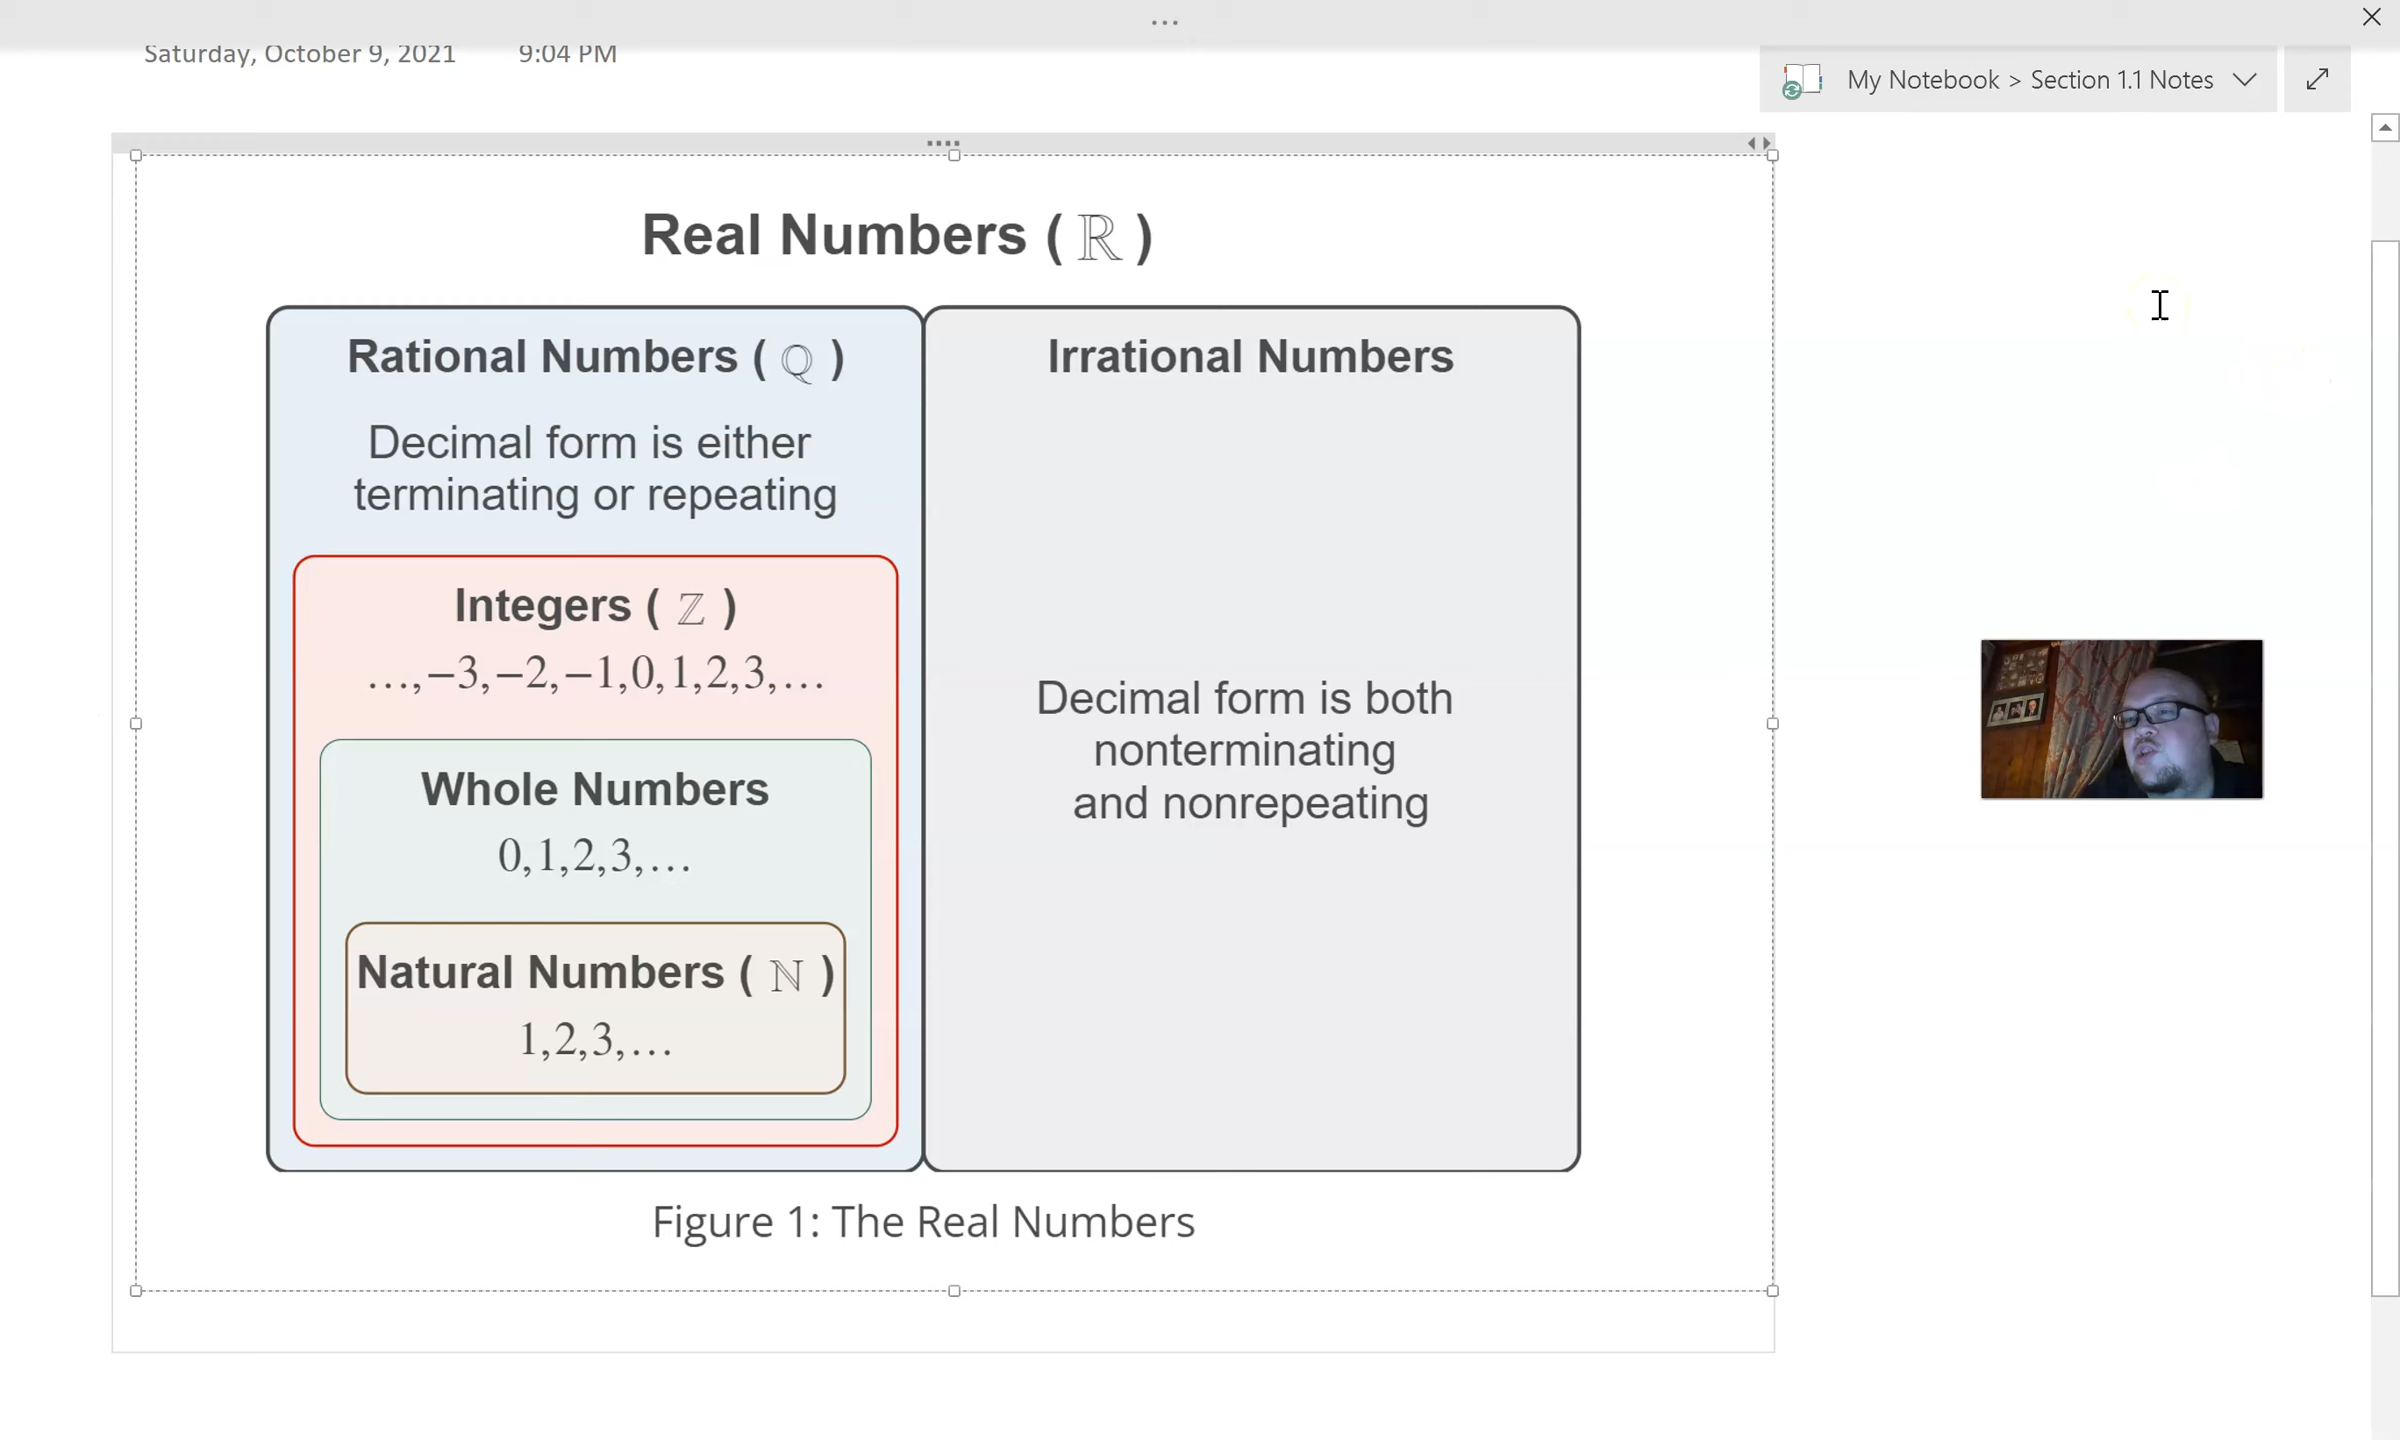 Saturday, October 9, 2021 9:04 PM
My Notebook > Section 1.1 Notes
Real Numbers ( ℝ )
Rational Numbers ( ℚ )
Decimal form is either
terminating or repeating
Integers ( ℤ )
…,−3,−2,−1,0,1,2,3,…
Whole Numbers
0,1,2,3,…
Natural Numbers ( ℕ )
1,2,3,…
Irrational Numbers
Decimal form is both
nonterminating
and nonrepeating
Figure 1: The Real Numbers